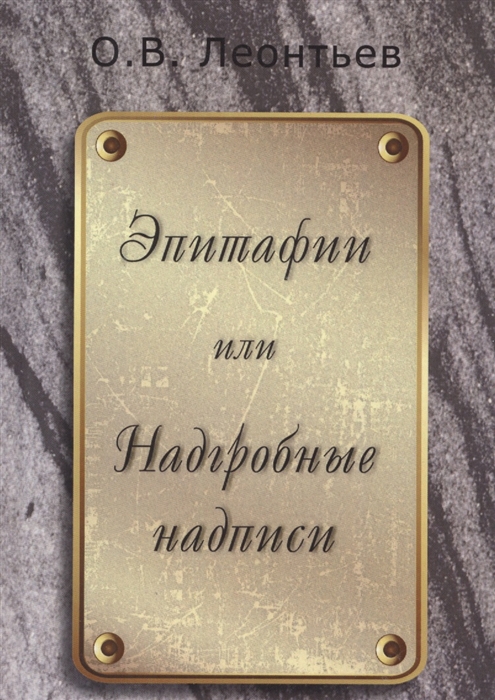 О.В. Леонтьев
Эпитафии
или
Надгробные
надписи